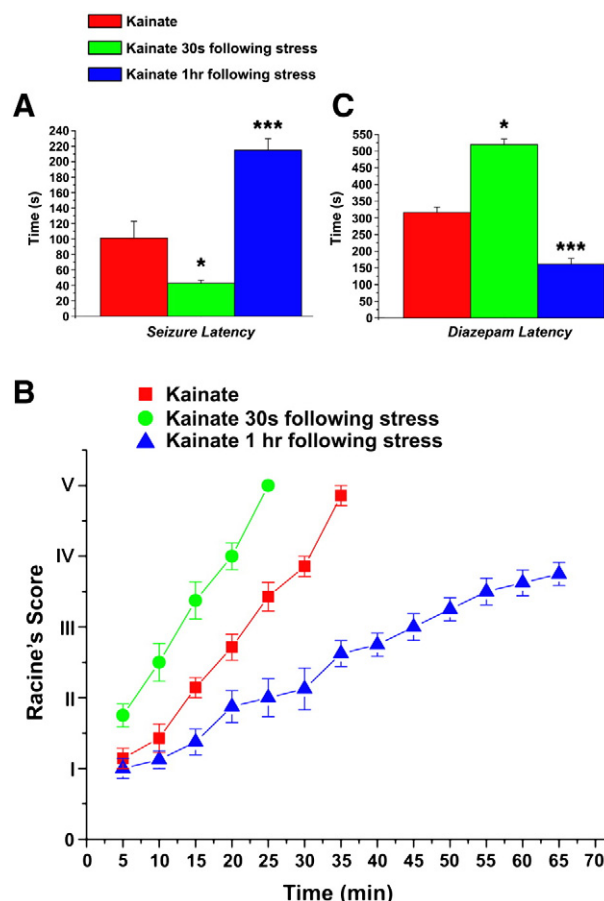 Kainate
Kainate 30s following stress
Kainate 1hr following stress
A
Time (s)
240
220
200
180
160
140
120
100
80
60
40
20
0
*
***
Seizure Latency
C
Time (s)
550
500
450
400
350
300
250
200
150
100
50
0
*
***
Diazepam Latency
B
Kainate
Kainate 30s following stress
Kainate 1 hr following stress
Racine's Score
V
IV
III
II
I
0
0 5 10 15 20 25 30 35 40 45 50 55 60 65 70
Time (min)